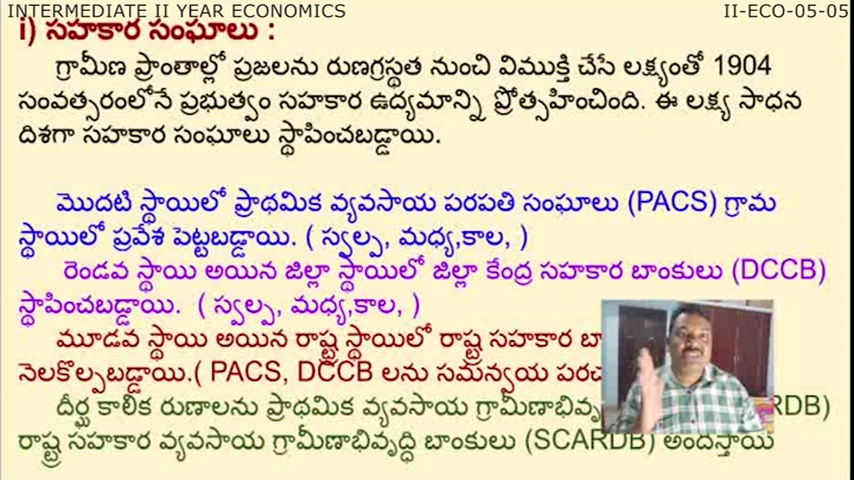 INTERMEDIATE II YEAR ECONOMICS
II-ECO-05-05
i) సహకార సంఘాలు :
గ్రామీణ ప్రాంతాల్లో ప్రజలను రుణగ్రస్థత నుంచి విముక్తి చేసే లక్ష్యంతో 1904
సంవత్సరంలోనే ప్రభుత్వం సహకార ఉద్యమాన్ని ప్రోత్సహించింది. ఈ లక్ష్య సాధన
దిశగా సహకార సంఘాలు స్థాపించబడ్డాయి.
మొదటి స్థాయిలో ప్రాథమిక వ్యవసాయ పరపతి సంఘాలు (PACS) గ్రామ
స్థాయిలో ప్రవేశ పెట్టబడ్డాయి. ( స్వల్ప, మధ్య,కాల, )
రెండవ స్థాయి అయిన జిల్లా స్థాయిలో జిల్లా కేంద్ర సహకార బాంకులు (DCCB)
స్థాపించబడ్డాయి. ( స్వల్ప, మధ్య,కాల, )
మూడవ స్థాయి అయిన రాష్ట్ర స్థాయిలో రాష్ట్ర సహకార
నెలకొల్పబడ్డాయి.( PACS, DCCB లను సమన్వయ
దీర్ఘ కాలిక రుణాలను ప్రాథమిక వ్యవసాయ RDB)
రాష్ట్ర సహకార వ్యవసాయ గ్రామీణాభివృద్ధి బాంకులు (SCARDB) అందిస్తాయి